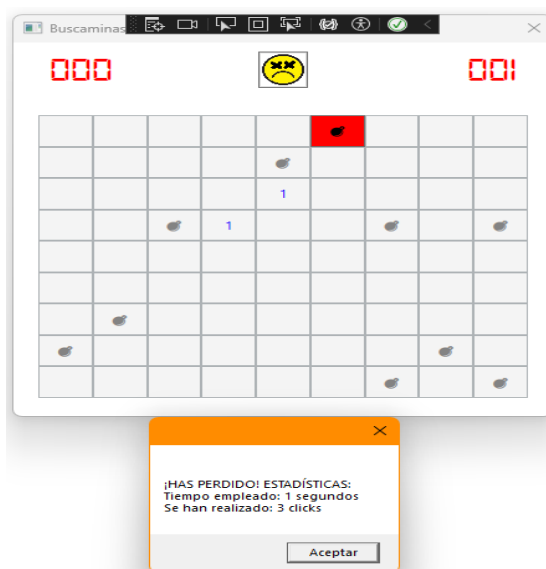 Buscaminas
000 001
1
1
¡HAS PERDIDO! ESTADÍSTICAS:
Tiempo empleado: 1 segundos
Se han realizado: 3 clicks
Aceptar